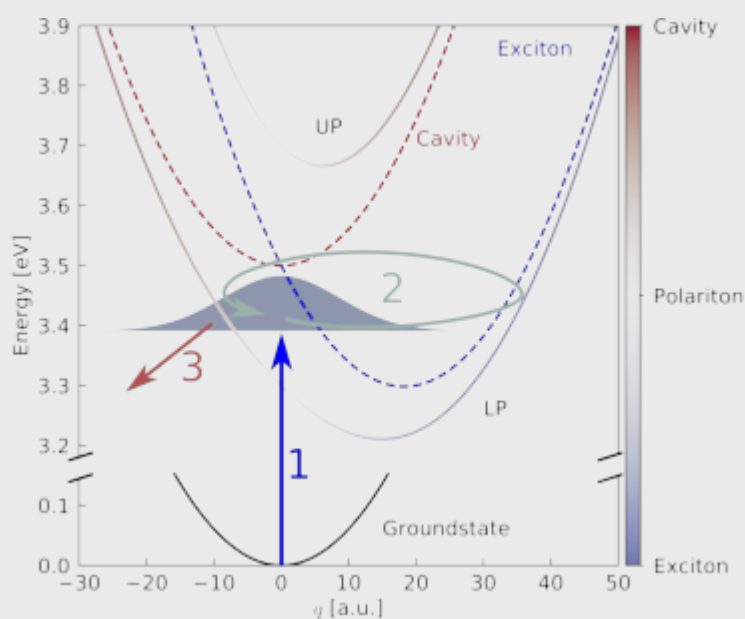 3.9
3.8
3.7
3.6
3.5
3.4
3.3
3.2
0.1
0.0
Energy [eV]
−30 −20 −10 0 10 20 30 40 50
q [a.u.]
Exciton
UP
Cavity
2
3
LP
1
Groundstate
Cavity
Polariton
Exciton